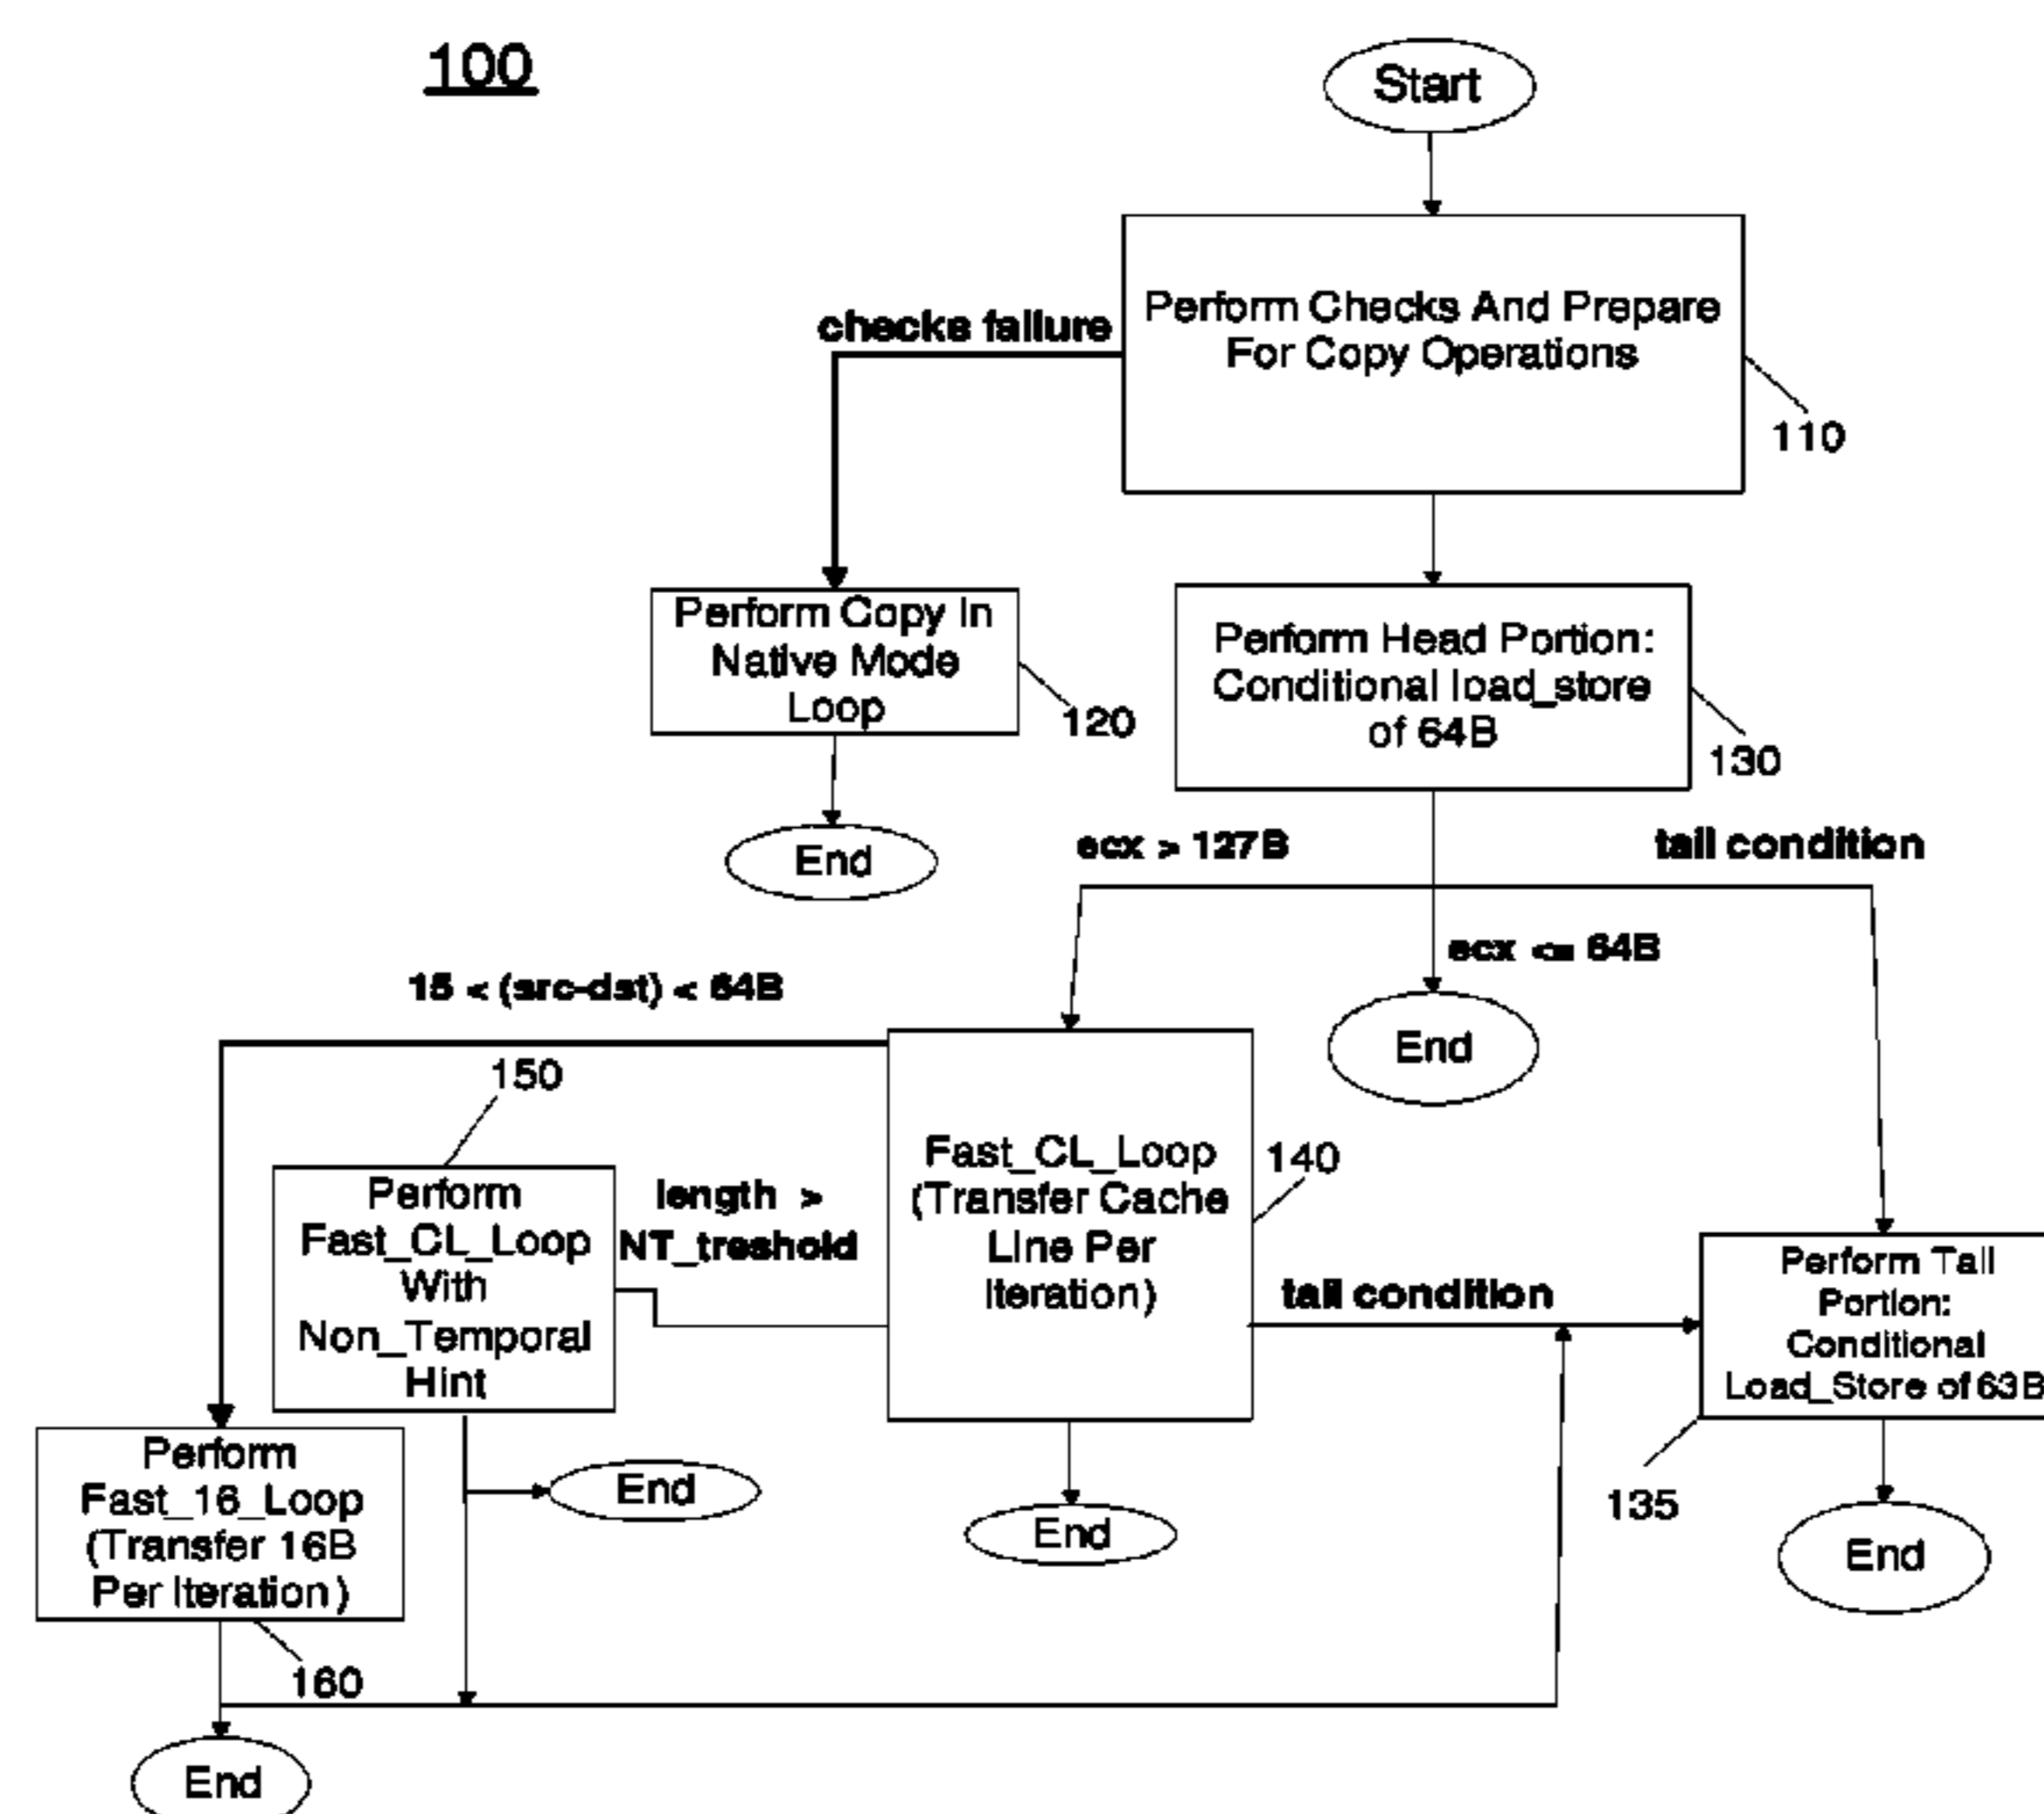 100
Start
Perform Checks And Prepare
For Copy Operations
checks failure
110
Perform Copy In
Native Mode
Loop
120
Perform Head Portion:
Conditional load_store
of 64B
130
End
ecx > 127B
tail condition
ecx <= 64B
End
15 < (src-dst) < 64B
150
Perform
Fast_CL_Loop
With
Non_Temporal
Hint
length >
NT_treshold
Fast_CL_Loop
(Transfer Cache
Line Per
Iteration)
140
tail condition
Perform Tail
Portion:
Conditional
Load_Store of 63B
135
Perform
Fast_16_Loop
(Transfer 16B
Per Iteration)
160
End
End
End
End